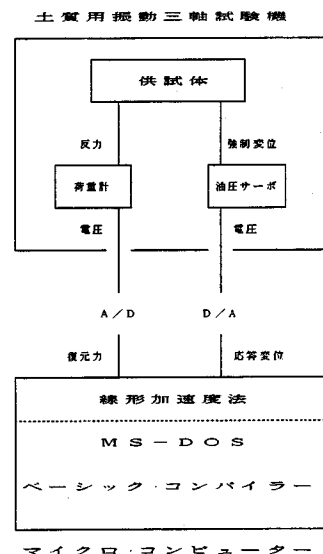 土質用振動三軸試験機
供試体
反力 強制変位
荷重計 油圧サーボ
電圧 電圧
A/D D/A
復元力 応答変位
線形加速度法
MS-DOS
ベーシック・コンパイラー
マイクロ・コンピューター